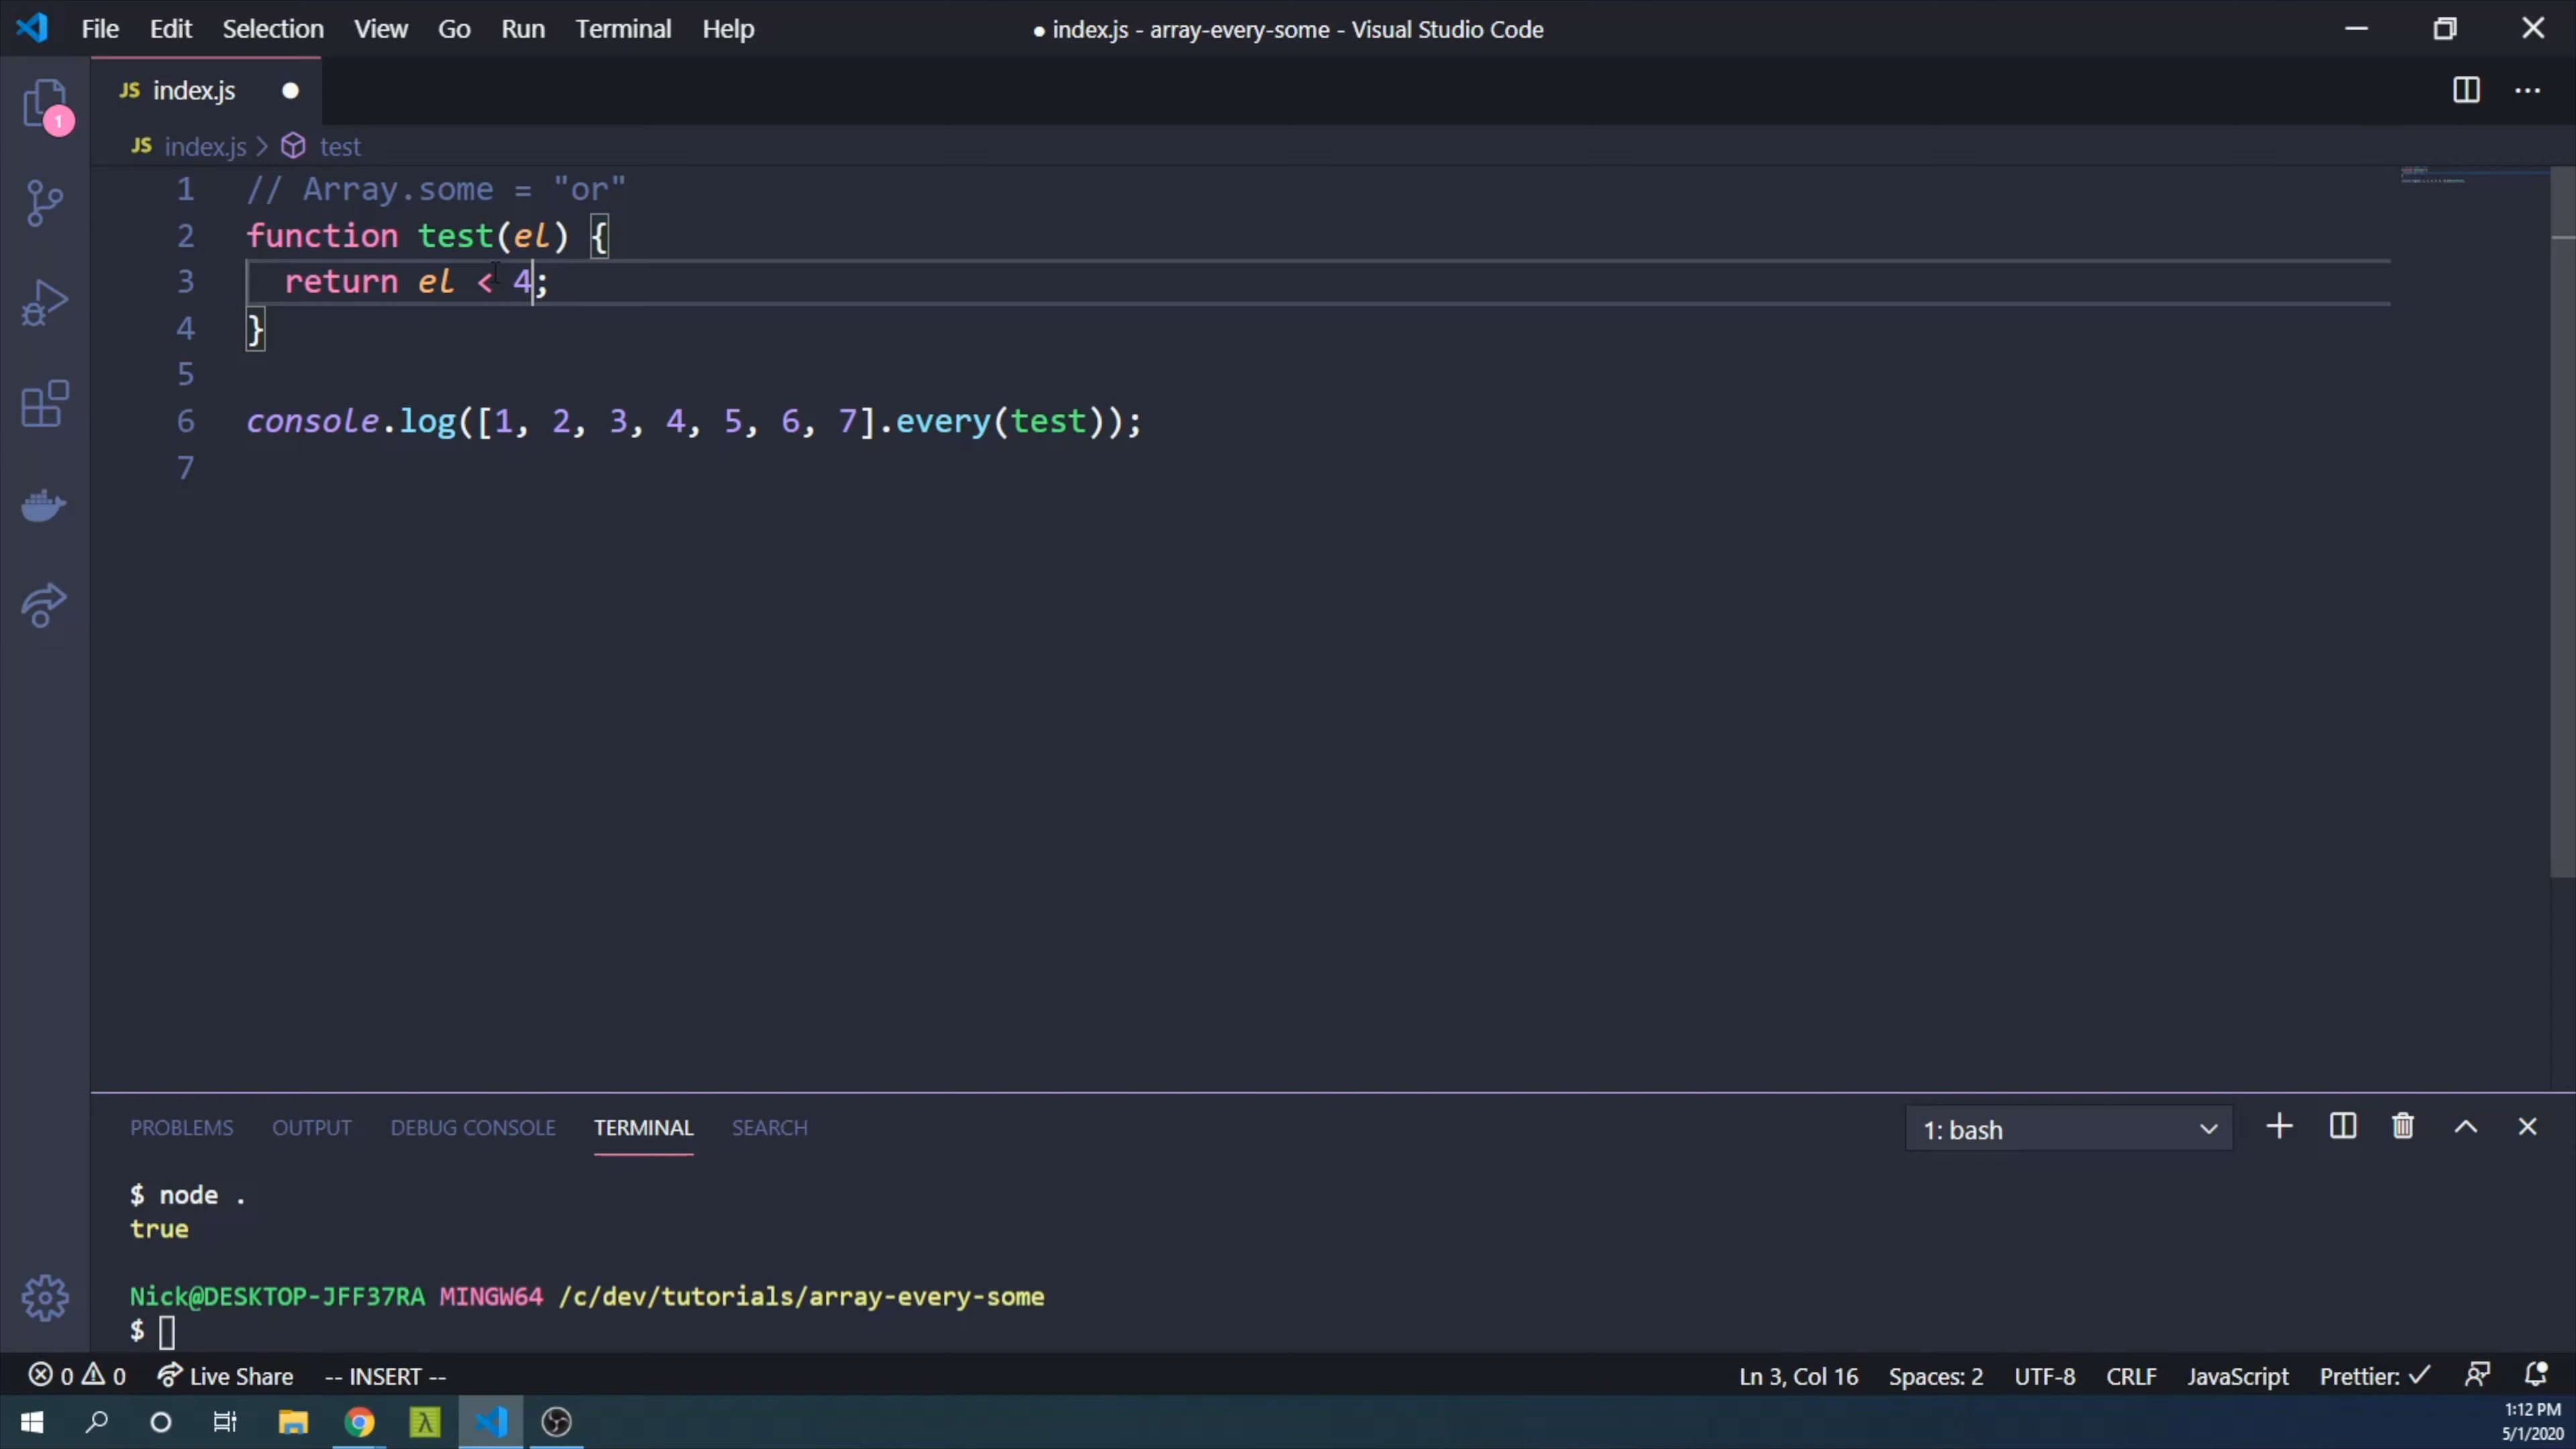 File Edit Selection View Go Run Terminal Help
● index.js - array-every-some - Visual Studio Code
JS index.js
1
JS index.js > test
1 // Array.some = "or"
2 function test(el) {
3 return el < 4;
4 }
5
6 console.log([1, 2, 3, 4, 5, 6, 7].every(test));
7
PROBLEMS OUTPUT DEBUG CONSOLE TERMINAL SEARCH
1: bash
$ node .
true
Nick@DESKTOP-JFF37RA MINGW64 /c/dev/tutorials/array-every-some
$
0 0 Live Share -- INSERT -- Ln 3, Col 16 Spaces: 2 UTF-8 CRLF JavaScript Prettier: ✓
1:12 PM
5/1/2020